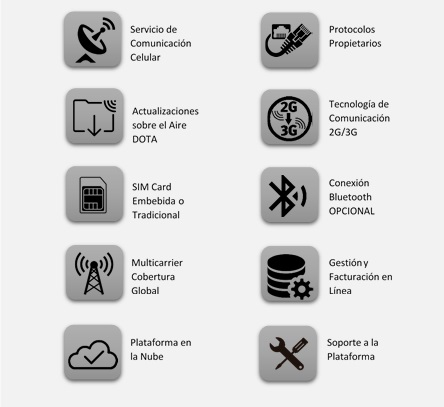 Servicio de
Comunicación
Celular
Protocolos
Propietarios
Actualizaciones
sobre el Aire
DOTA
2G
3G
Tecnología de
Comunicación
2G/3G
SIM Card
Embebida o
Tradicional
Conexión
Bluetooth
OPCIONAL
Multicarrier
Cobertura
Global
Gestión y
Facturación en
Línea
Plataforma en
la Nube
Soporte a la
Plataforma